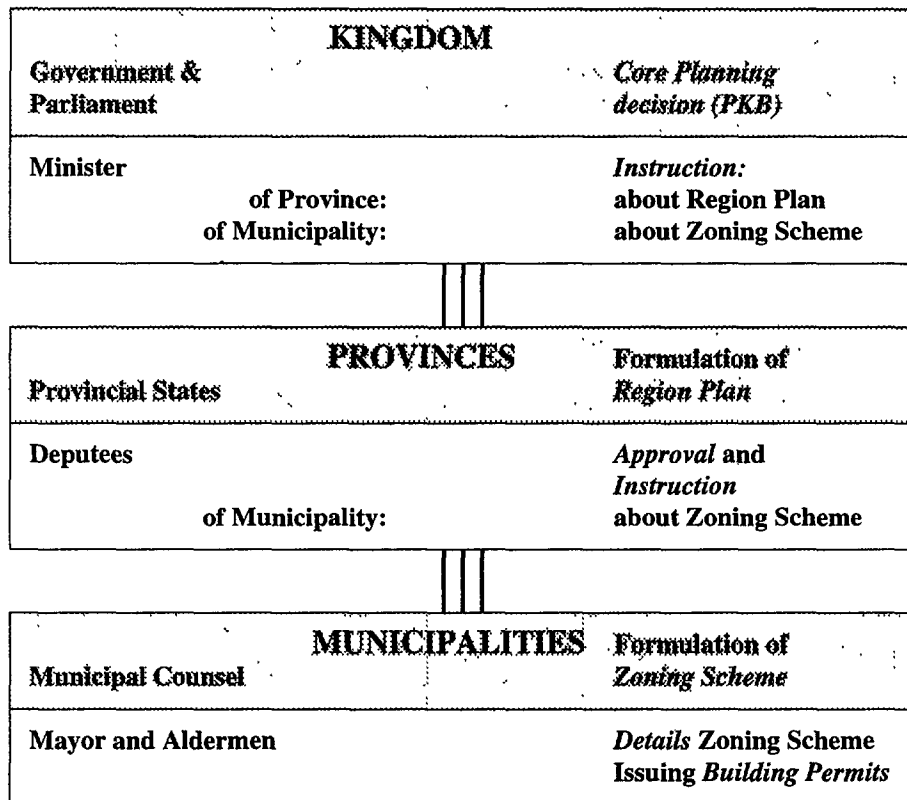 KINGDOM
Government & Core Planning
Parliament decision (PKB)
Minister Instruction:
of Province: about Region Plan
of Municipality: about Zoning Scheme
PROVINCES Formulation of
Provincial States Region Plan
Deputees Approval and
Instruction
of Municipality: about Zoning Scheme
MUNICIPALITIES Formulation of
Municipal Counsel Zoning Scheme
Mayor and Aldermen Details Zoning Scheme
Issuing Building Permits